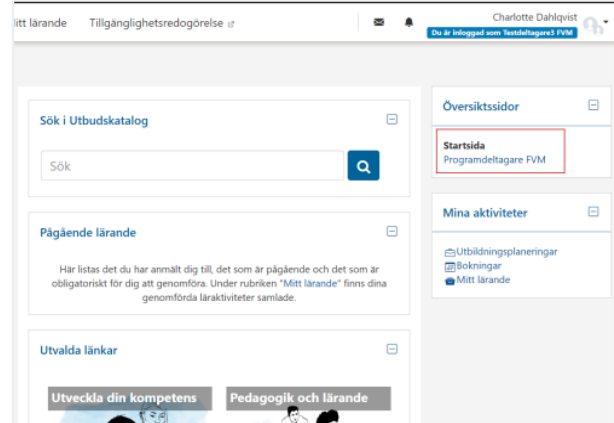 itt lärande Tillgänglighetsredogörelse
Charlotte Dahlqvist
Du är inloggad som Testdeltagare3 FVM
Sök i Utbudskatalog
Sök
Pågående lärande
Här listas det du har anmält dig till, det som är pågående och det som är
obligatoriskt för dig att genomföra. Under rubriken "Mitt lärande" finns dina
genomförda läraktiviteter samlade.
Utvalda länkar
Utveckla din kompetens
Pedagogik och lärande
Översiktssidor
Startsida
Programdeltagare FVM
Mina aktiviteter
Utbildningsplaneringar
Bokningar
Mitt lärande